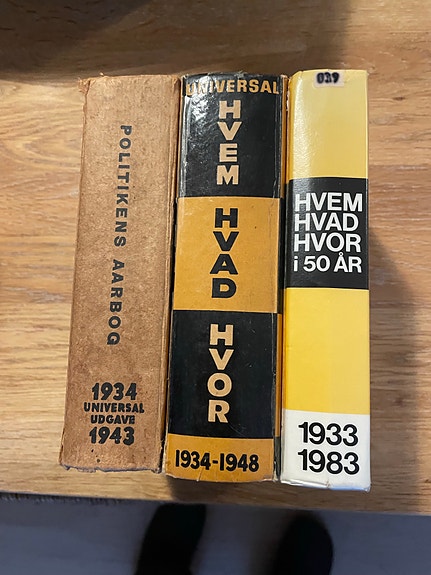 POLITIKENS AARBOG
1934
UNIVERSAL
UDGAVE
1943
UNIVERSAL
HVEM
HVAD
HVOR
1934-1948
029
HVEM
HVAD
HVOR
i 50 ÅR
1933
1983